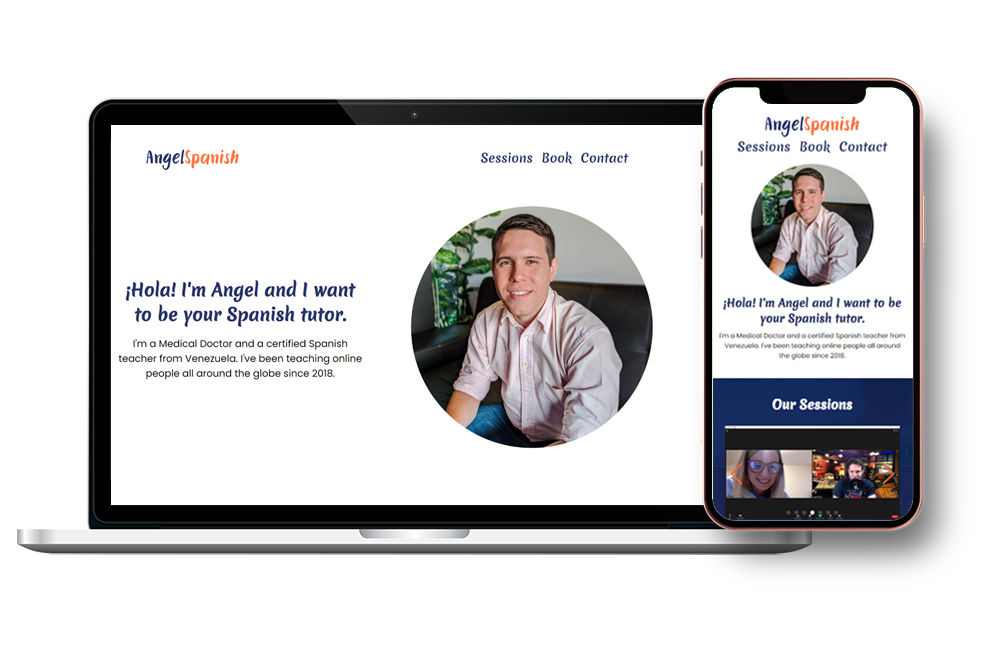 AngelSpanish
Sessions Book Contact
¡Hola! I'm Angel and I want
to be your Spanish tutor.
I'm a Medical Doctor and a certified Spanish
teacher from Venezuela. I've been teaching online
people all around the globe since 2018.
AngelSpanish
Sessions Book Contact
¡Hola! I'm Angel and I want to be
your Spanish tutor.
I'm a Medical Doctor and a certified Spanish teacher from
Venezuela. I've been teaching online people all around
the globe since 2018.
Our Sessions